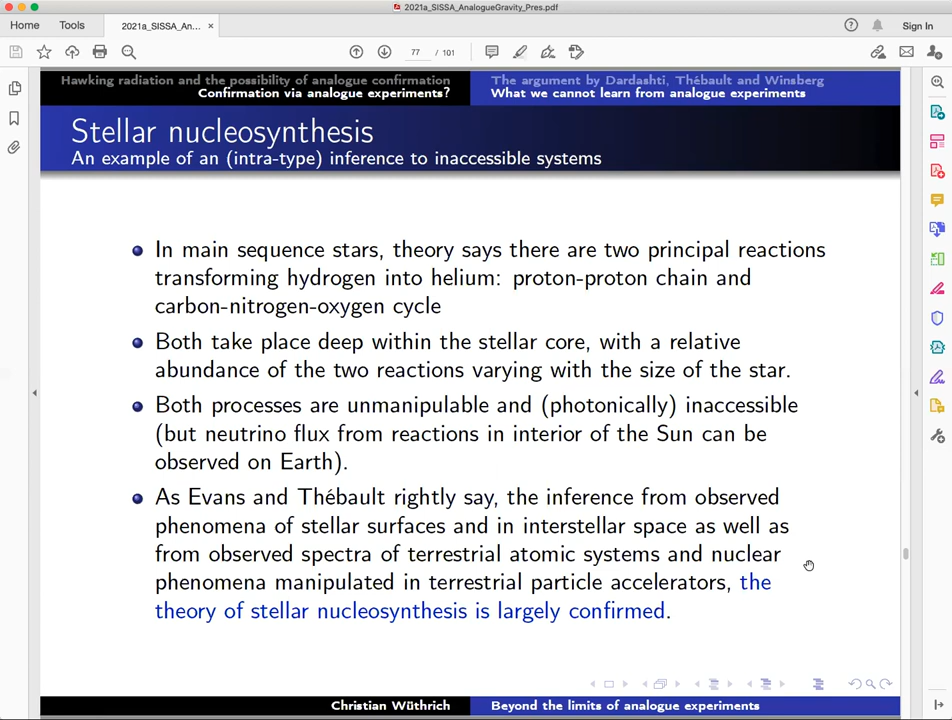 2021a_SISSA_AnalogueGravity_Pres.pdf
Home Tools 2021a_SISSA_An... × Sign In
77 / 101
Hawking radiation and the possibility of analogue confirmation
Confirmation via analogue experiments?
The argument by Dardashti, Thébault and Winsberg
What we cannot learn from analogue experiments
Stellar nucleosynthesis
An example of an (intra-type) inference to inaccessible systems
In main sequence stars, theory says there are two principal reactions
transforming hydrogen into helium: proton-proton chain and
carbon-nitrogen-oxygen cycle
Both take place deep within the stellar core, with a relative
abundance of the two reactions varying with the size of the star.
Both processes are unmanipulable and (photonically) inaccessible
(but neutrino flux from reactions in interior of the Sun can be
observed on Earth).
As Evans and Thébault rightly say, the inference from observed
phenomena of stellar surfaces and in interstellar space as well as
from observed spectra of terrestrial atomic systems and nuclear
phenomena manipulated in terrestrial particle accelerators, the
theory of stellar nucleosynthesis is largely confirmed.
Christian Wüthrich
Beyond the limits of analogue experiments